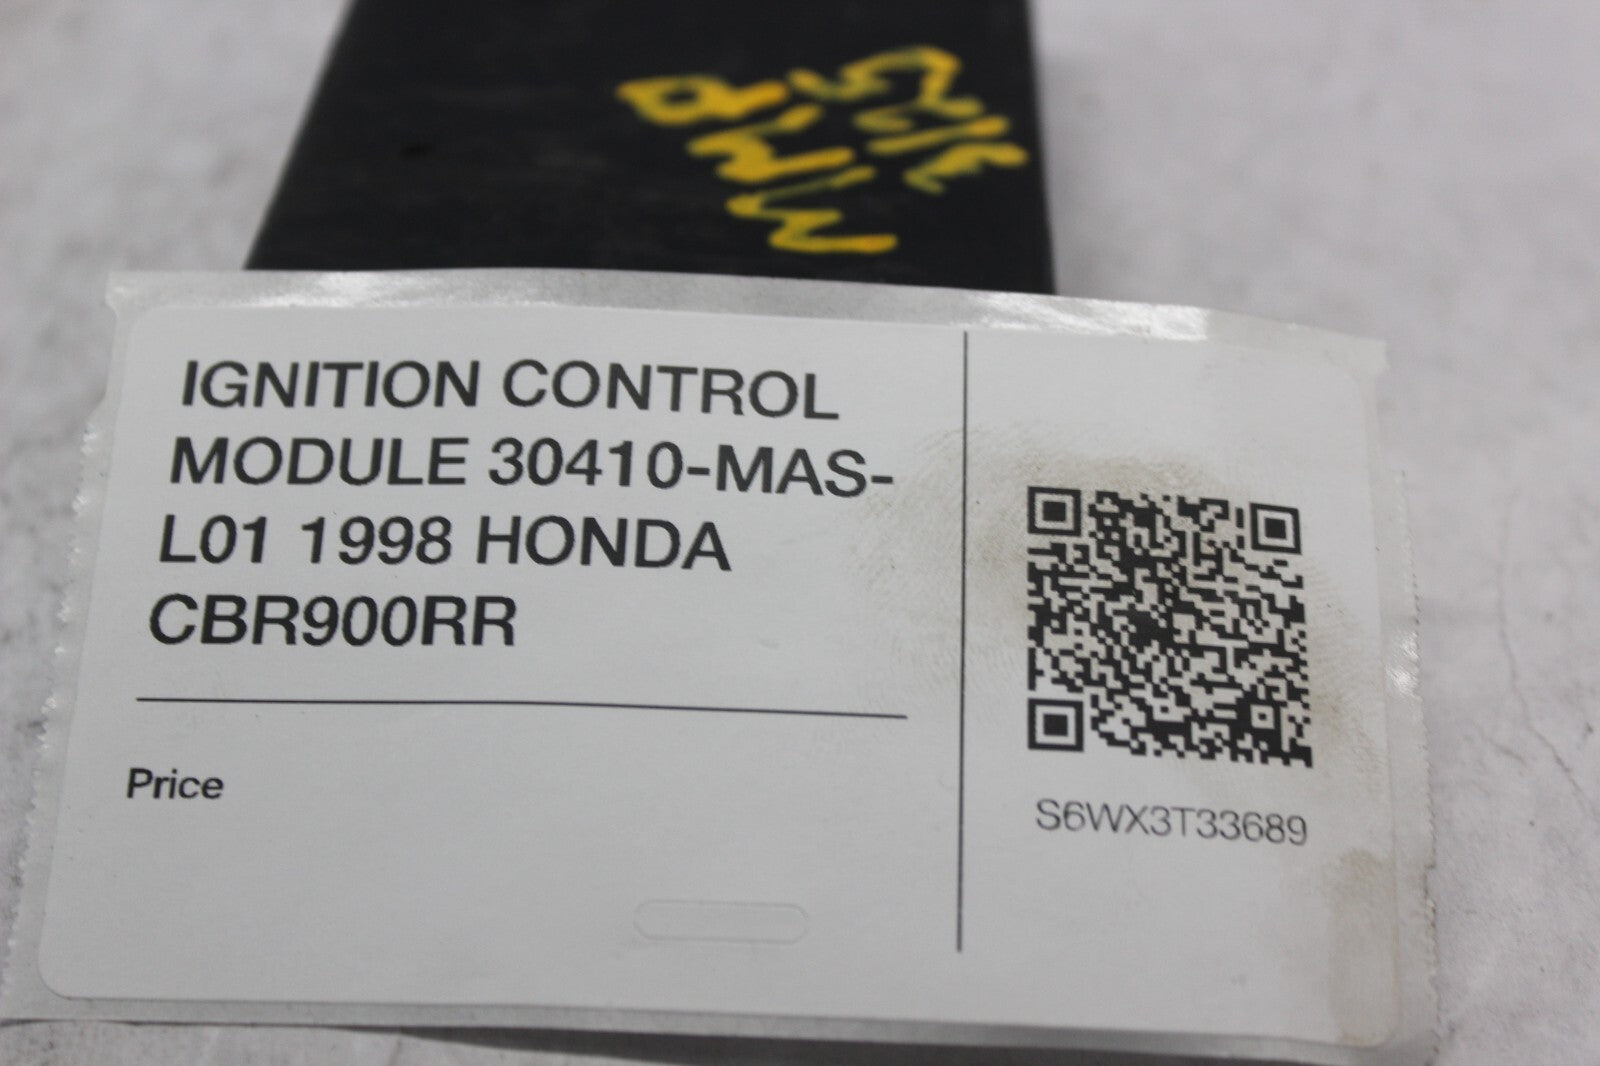 IGNITION CONTROL
MODULE 30410-MAS-
L01 1998 HONDA
CBR900RR
Price
S6WX3T33689